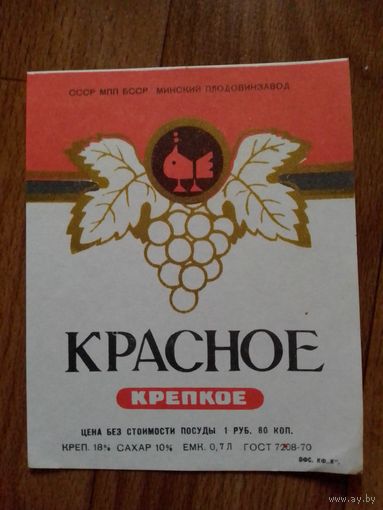 СССР МПП БССР МИНСКИЙ ПЛОДОВИНЗАВОД
КРАСНОЕ
КРЕПКОЕ
ЦЕНА БЕЗ СТОИМОСТИ ПОСУДЫ 1 РУБ. 80 КОП.
КРЕП. 18% САХАР 10% ЕМК. 0,7 Л ГОСТ 7208-70
www.ay.by